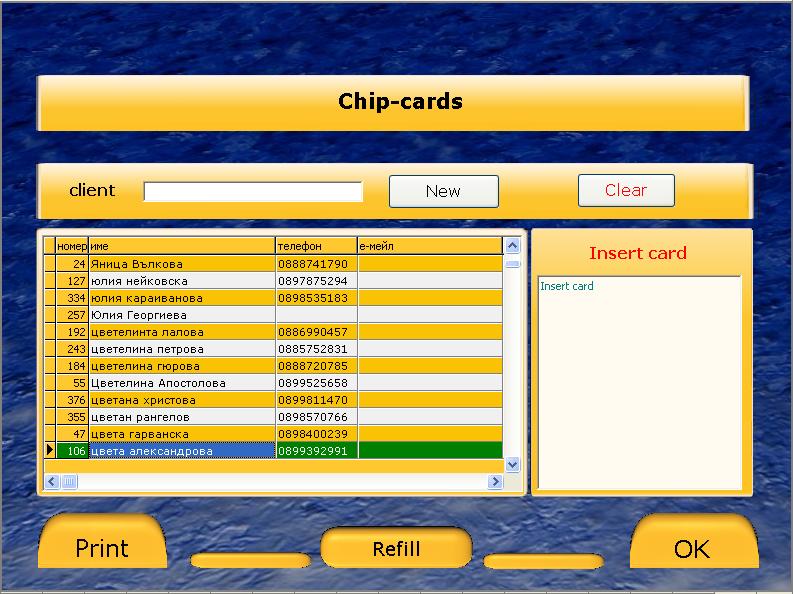 Chip-cards
client New Clear
номер име телефон е-мейл
24 Яница Вълкова 0888741790
127 юлия нейковска 0897875294
334 юлия караиванова 0898535183
257 Юлия Георгиева
192 цветелинта лалова 0886990457
243 цветелина петрова 0885752831
184 цветелина гюрова 0888720785
55 Цветелина Апостолова 0899525658
376 цветана христова 0899811470
355 цветан рангелов 0898570766
47 цвета гарванска 0898400239
106 цвета александрова 0899392991
Insert card
Insert card
Print Refill OK